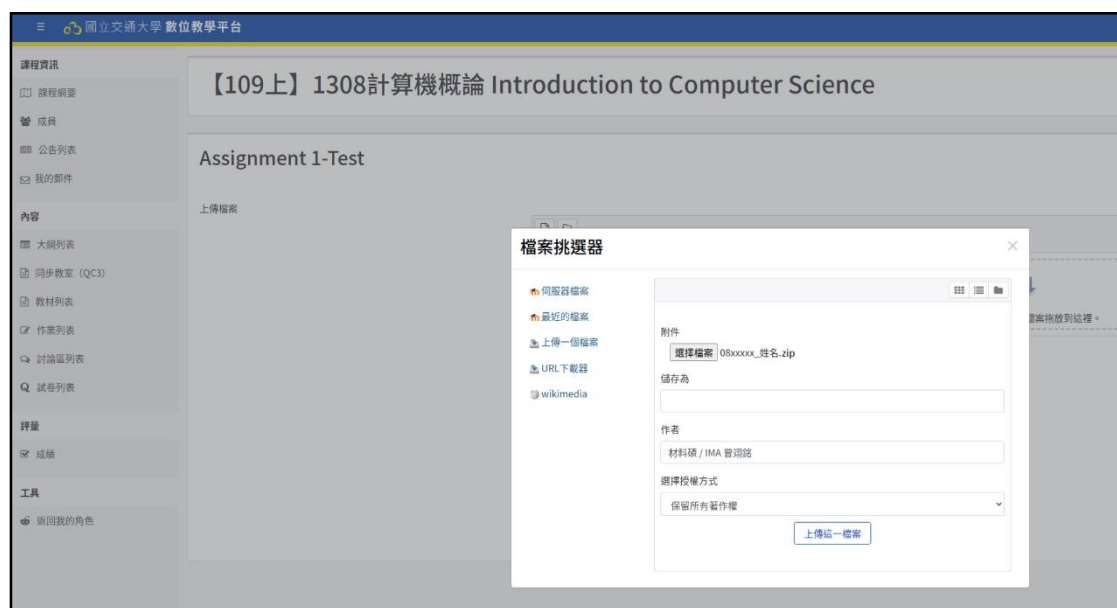 國立交通大學 數位教學平台
課程資訊
課程綱要
成員
公告列表
我的郵件
內容
大綱列表
同步教室（QC3）
教材列表
作業列表
討論區列表
試卷列表
評量
成績
工具
返回我的角色
【109上】1308計算機概論 Introduction to Computer Science
Assignment 1-Test
上傳檔案
檔案挑選器
伺服器檔案
最近的檔案
上傳一個檔案
URL下載器
wikimedia
附件
選擇檔案 08xxxxx_姓名.zip
儲存為
作者
材料碩 / IMA 曾翊銘
選擇授權方式
保留所有著作權
上傳這一檔案
檔案拖放到這裡。